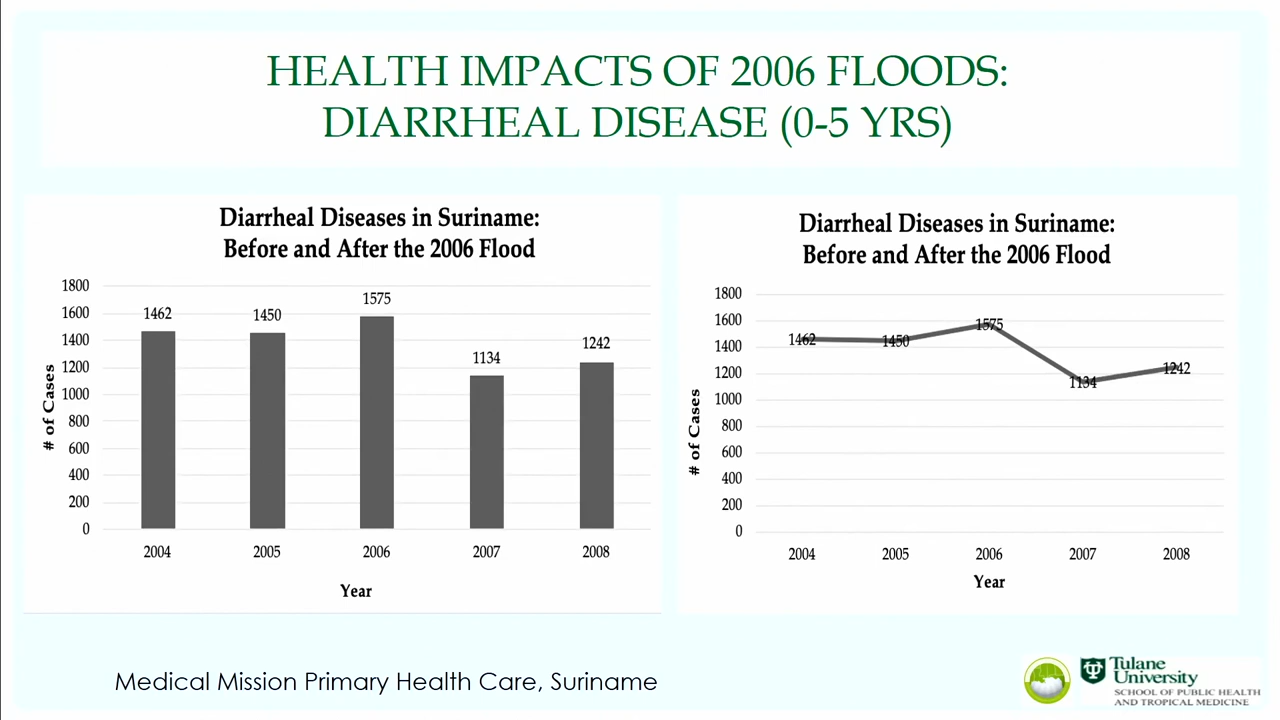 HEALTH IMPACTS OF 2006 FLOODS:
DIARRHEAL DISEASE (0-5 YRS)
Diarrheal Diseases in Suriname:
Before and After the 2006 Flood
# of Cases
1800
1600
1400
1200
1000
800
600
400
200
0
1462
1450
1575
1134
1242
2004 2005 2006 2007 2008
Year
Diarrheal Diseases in Suriname:
Before and After the 2006 Flood
# of Cases
1800
1600
1400
1200
1000
800
600
400
200
0
1462
1450
1575
1134
1242
2004 2005 2006 2007 2008
Year
Medical Mission Primary Health Care, Suriname
Tulane
University
SCHOOL OF PUBLIC HEALTH
AND TROPICAL MEDICINE